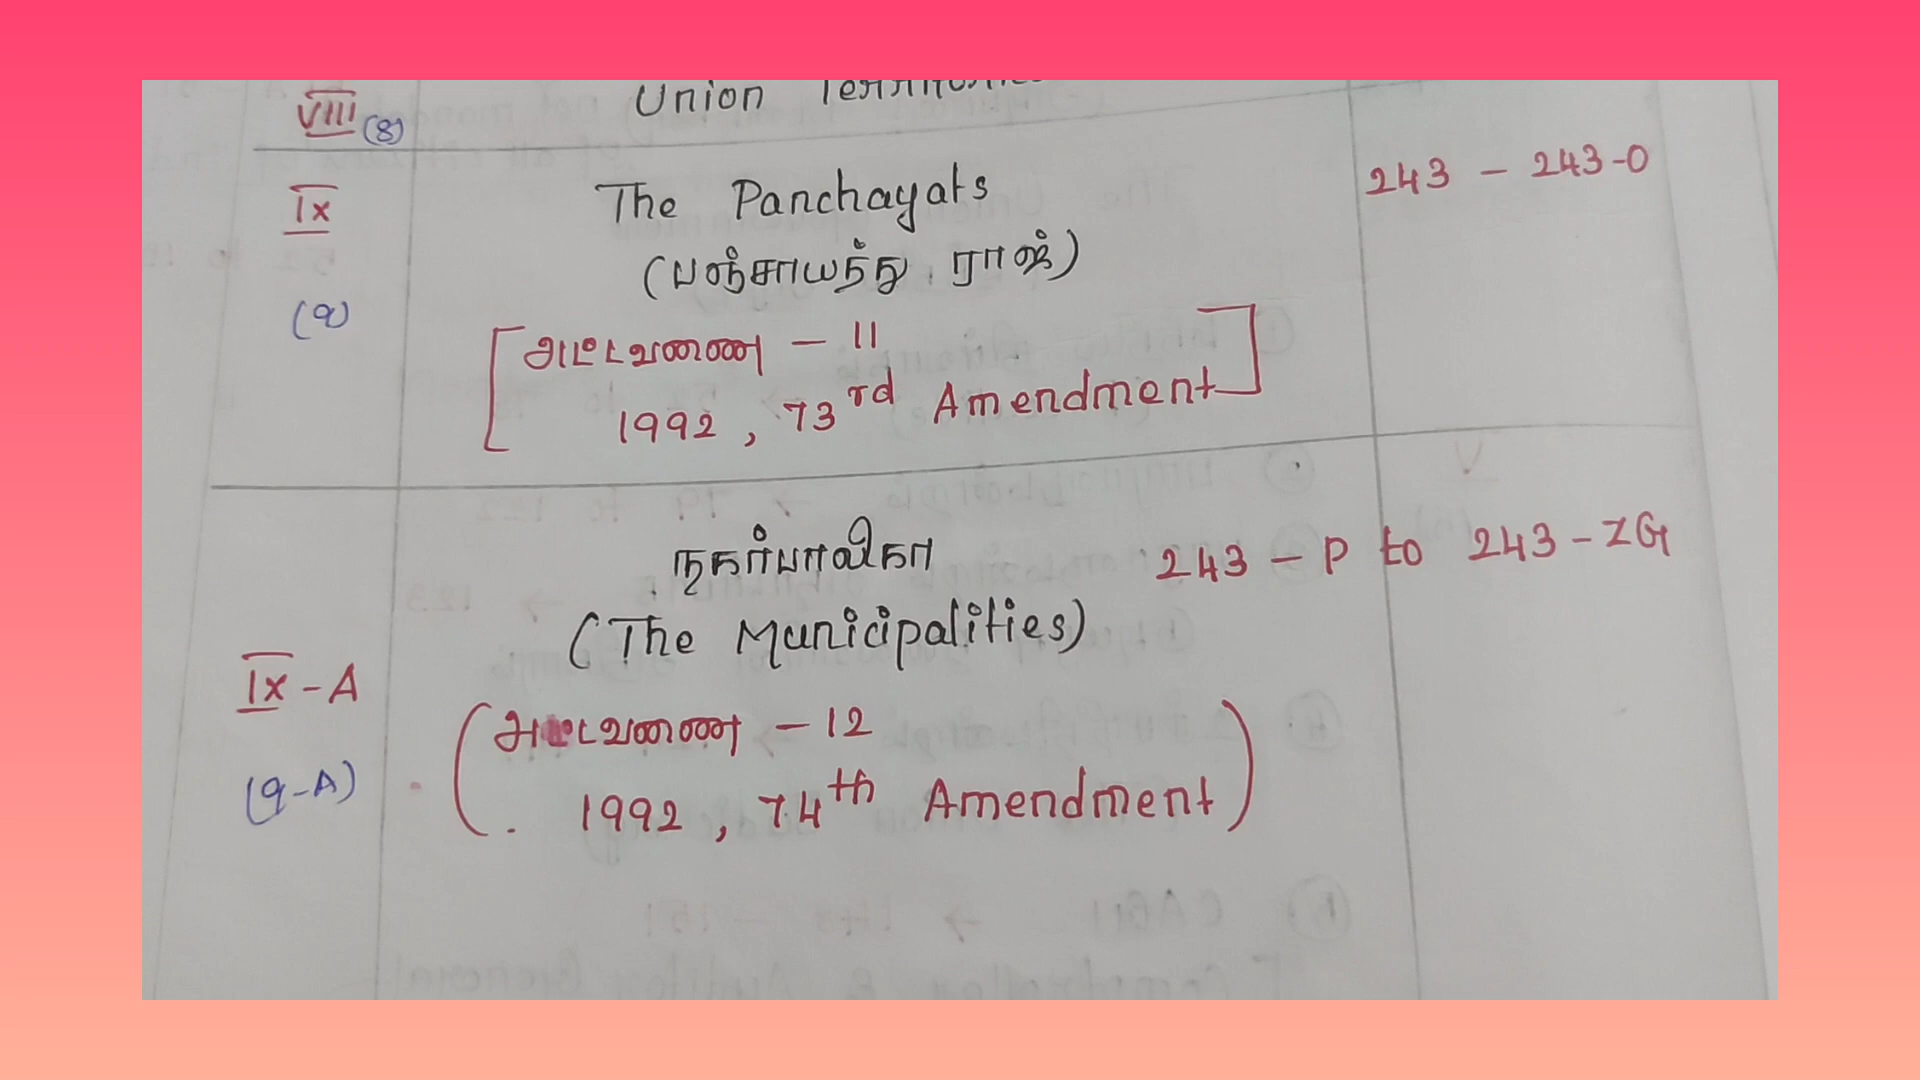 VIII (8) Union Territories
IX The Panchayats 243 – 243-O
(பஞ்சாயத்து ராஜ்)
(9)
[அட்டவணை – 11
1992, 73rd Amendment]
நகர்பாலிகா 243 – P to 243 – ZG
(The Municipalities)
IX - A
(அட்டவணை – 12
(9-A)
1992, 74th Amendment)